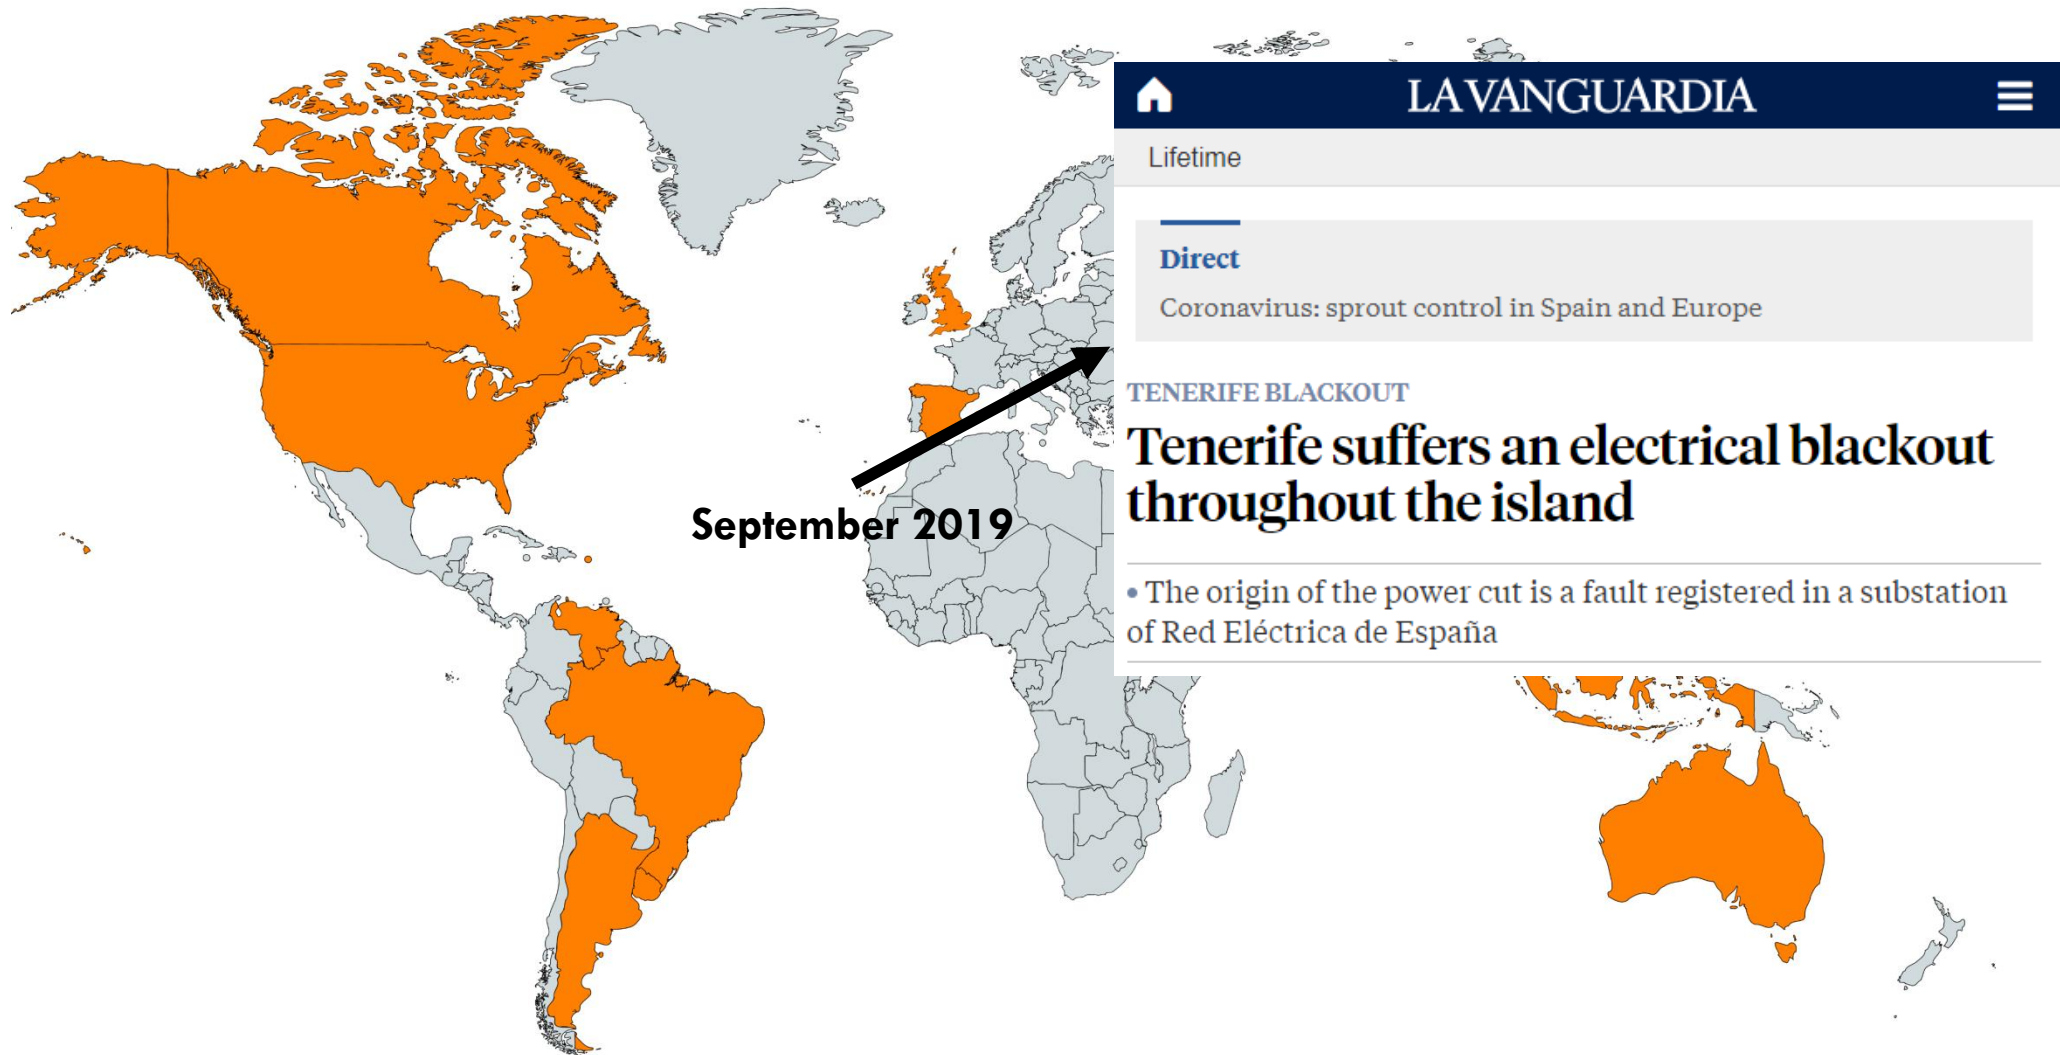 LA VANGUARDIA
Lifetime
Direct
Coronavirus: sprout control in Spain and Europe
TENERIFE BLACKOUT
Tenerife suffers an electrical blackout
throughout the island
• The origin of the power cut is a fault registered in a substation
of Red Eléctrica de España
September 2019